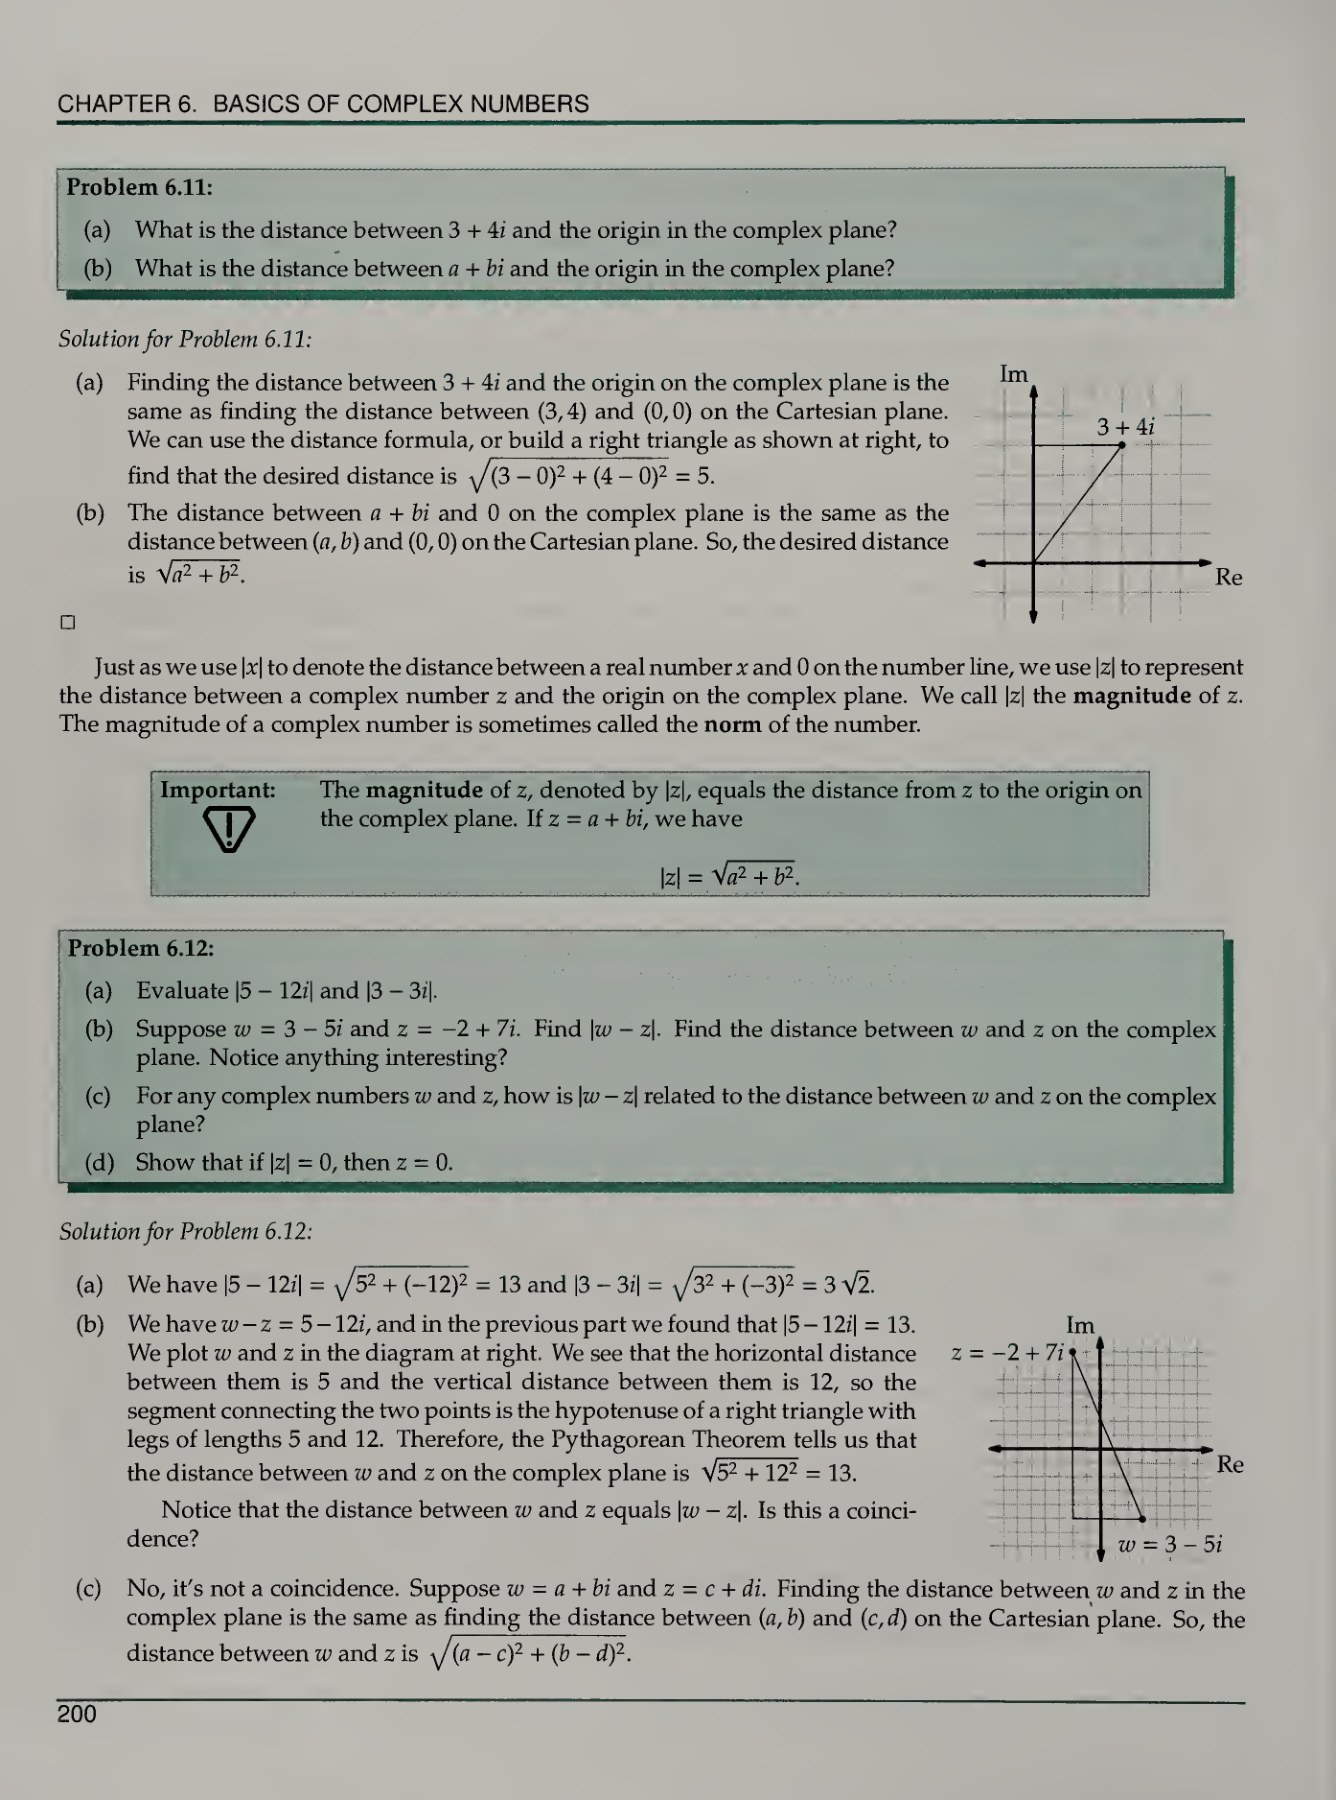 CHAPTER 6. BASICS OF COMPLEX NUMBERS
Problem 6.11:
(a) What is the distance between 3 + 4i and the origin in the complex plane?
(b) What is the distance between a + bi and the origin in the complex plane?
Solution for Problem 6.11:
(a) Finding the distance between 3 + 4i and the origin on the complex plane is the
same as finding the distance between (3, 4) and (0, 0) on the Cartesian plane.
We can use the distance formula, or build a right triangle as shown at right, to
find that the desired distance is √(3 − 0)² + (4 − 0)² = 5.
(b) The distance between a + bi and 0 on the complex plane is the same as the
distance between (a, b) and (0, 0) on the Cartesian plane. So, the desired distance
is √a² + b².
Im
3 + 4i
Re
□
Just as we use |x| to denote the distance between a real number x and 0 on the number line, we use |z| to represent
the distance between a complex number z and the origin on the complex plane. We call |z| the magnitude of z.
The magnitude of a complex number is sometimes called the norm of the number.
Important: The magnitude of z, denoted by |z|, equals the distance from z to the origin on
the complex plane. If z = a + bi, we have
|z| = √a² + b².
Problem 6.12:
(a) Evaluate |5 − 12i| and |3 − 3i|.
(b) Suppose w = 3 − 5i and z = −2 + 7i. Find |w − z|. Find the distance between w and z on the complex
plane. Notice anything interesting?
(c) For any complex numbers w and z, how is |w − z| related to the distance between w and z on the complex
plane?
(d) Show that if |z| = 0, then z = 0.
Solution for Problem 6.12:
(a) We have |5 − 12i| = √5² + (−12)² = 13 and |3 − 3i| = √3² + (−3)² = 3 √2.
(b) We have w − z = 5 − 12i, and in the previous part we found that |5 − 12i| = 13.
We plot w and z in the diagram at right. We see that the horizontal distance
between them is 5 and the vertical distance between them is 12, so the
segment connecting the two points is the hypotenuse of a right triangle with
legs of lengths 5 and 12. Therefore, the Pythagorean Theorem tells us that
the distance between w and z on the complex plane is √5² + 12² = 13.
Notice that the distance between w and z equals |w − z|. Is this a coinci-
dence?
Im
z = −2 + 7i
Re
w = 3 − 5i
(c) No, it's not a coincidence. Suppose w = a + bi and z = c + di. Finding the distance between w and z in the
complex plane is the same as finding the distance between (a, b) and (c, d) on the Cartesian plane. So, the
distance between w and z is √(a − c)² + (b − d)².
200